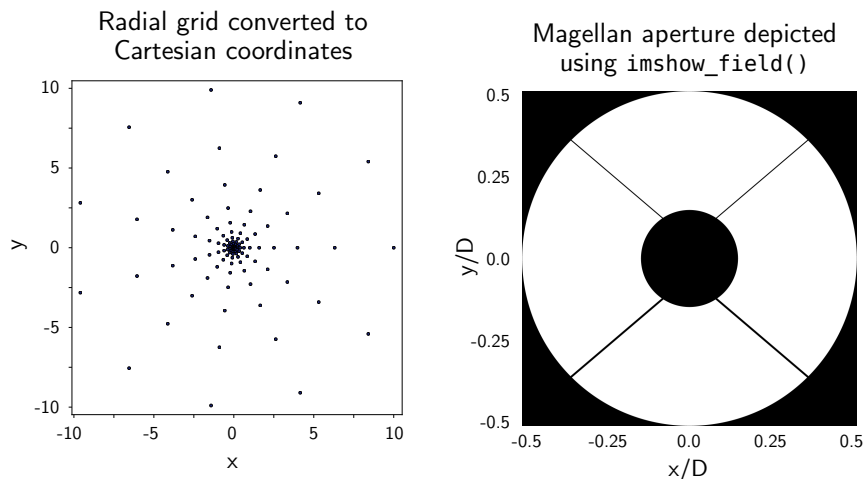 Radial grid converted to
Cartesian coordinates
10
5
y
0
-5
-10
-10
-5
0
5
10
x
Magellan aperture depicted
using imshow_field()
0.5
0.25
y/D
0.0
-0.25
-0.5
-0.5
-0.25
0.0
0.25
0.5
x/D